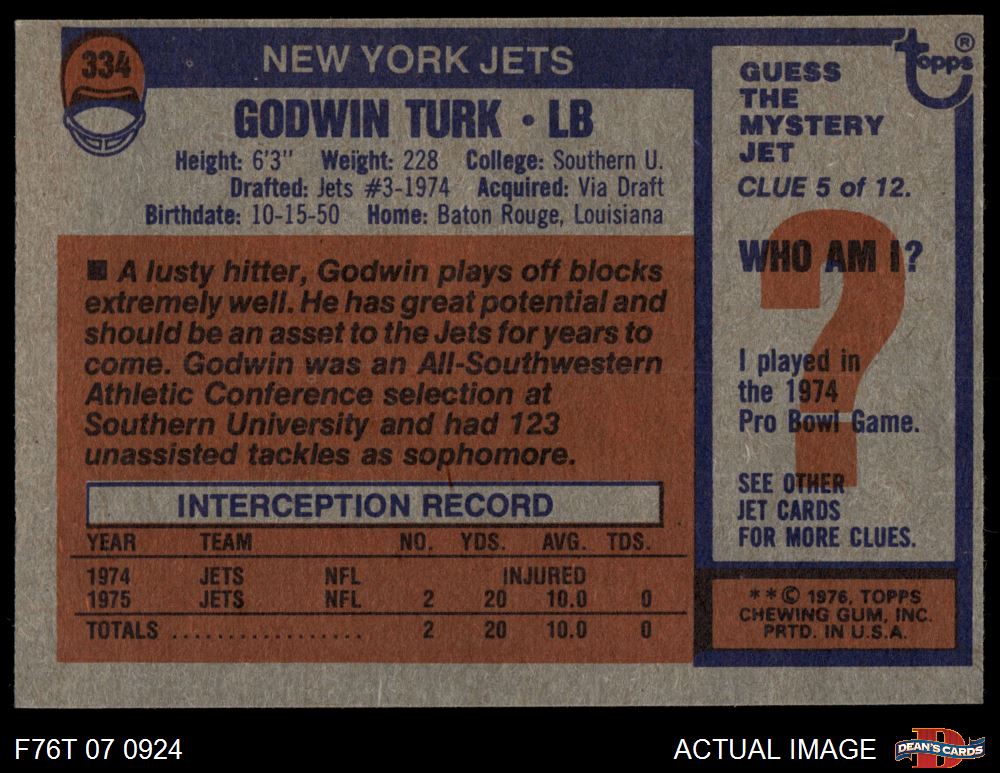 334
NEW YORK JETS
GODWIN TURK • LB
Height: 6'3" Weight: 228 College: Southern U.
Drafted: Jets #3-1974 Acquired: Via Draft
Birthdate: 10-15-50 Home: Baton Rouge, Louisiana
■ A lusty hitter, Godwin plays off blocks
extremely well. He has great potential and
should be an asset to the Jets for years to
come. Godwin was an All-Southwestern
Athletic Conference selection at
Southern University and had 123
unassisted tackles as sophomore.
INTERCEPTION RECORD
YEAR TEAM NO. YDS. AVG. TDS.
1974 JETS NFL INJURED
1975 JETS NFL 2 20 10.0 0
TOTALS .................. 2 20 10.0 0
Topps®
GUESS
THE
MYSTERY
JET
CLUE 5 of 12.
WHO AM I?
?
I played in
the 1974
Pro Bowl Game.
SEE OTHER
JET CARDS
FOR MORE CLUES.
**© 1976, TOPPS
CHEWING GUM, INC.
PRTD. IN U.S.A.
F76T 07 0924
ACTUAL IMAGE
D
DEAN'S CARDS